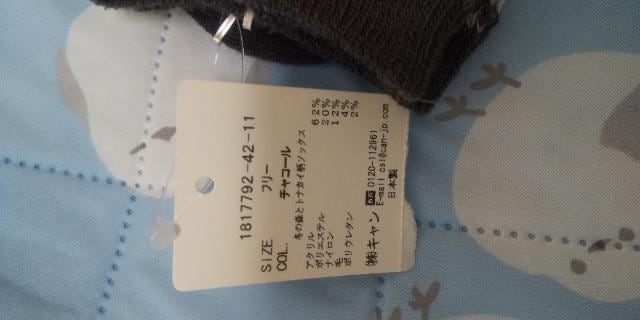 1817792-42-11
SIZE フリー
COL. チャコール
冬の森とトナカイ柄ソックス
アクリル 62%
ポリエステル 20%
ナイロン 12%
毛 4%
ポリウレタン 2%
㈱キャン 0120-112961
E-mail cs1@can-jp.com
日本製